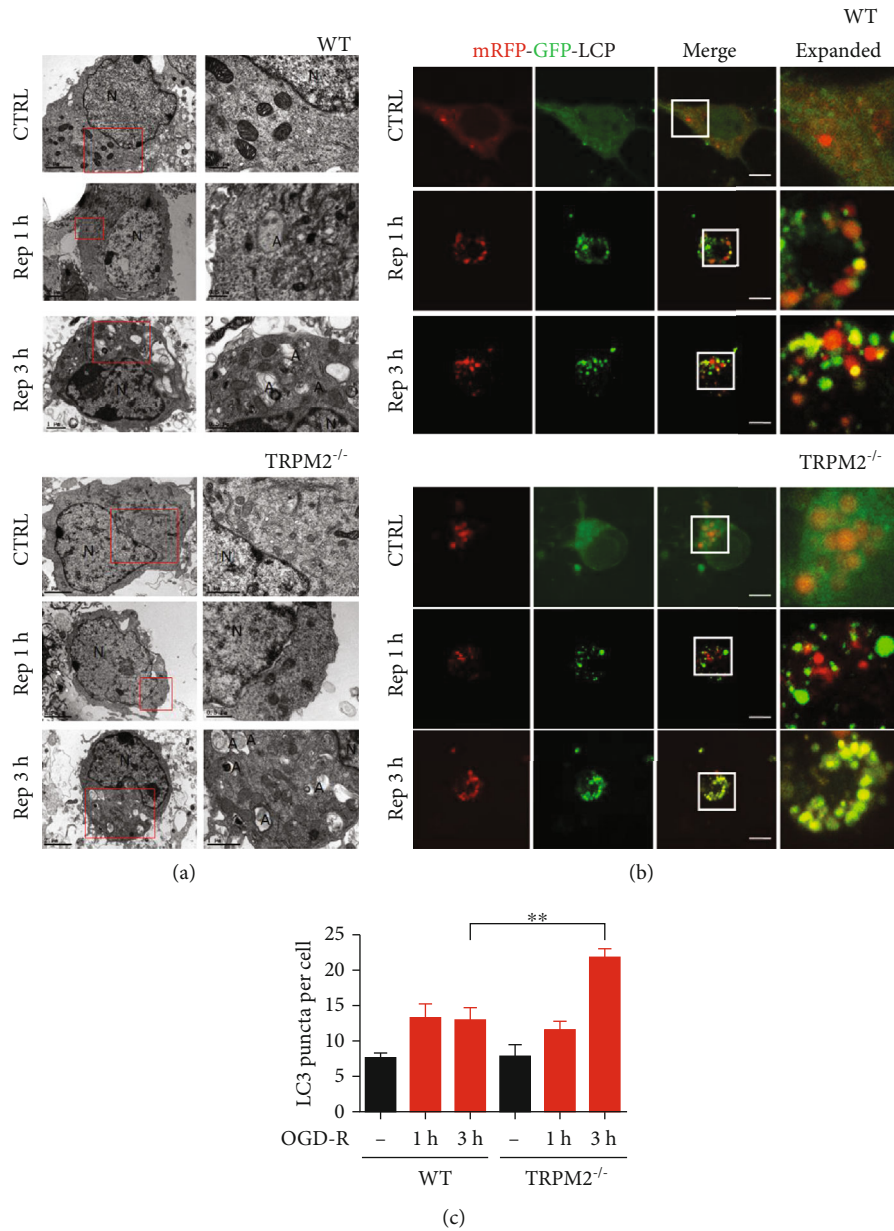 WT
CTRL
N
N
Rep 1 h
N
A
Rep 3 h
N
A
A
A
A
N
TRPM2-/-
CTRL
N
N
Rep 1 h
N
N
Rep 3 h
N
A
A
A
A
A
N
(a)
WT
mRFP-GFP-LCP
Merge
Expanded
CTRL
Rep 1 h
Rep 3 h
TRPM2-/-
CTRL
Rep 1 h
Rep 3 h
(b)
LC3 puncta per cell
25
20
15
10
5
0
**
OGD-R – 1 h 3 h – 1 h 3 h
WT TRPM2-/-
(c)